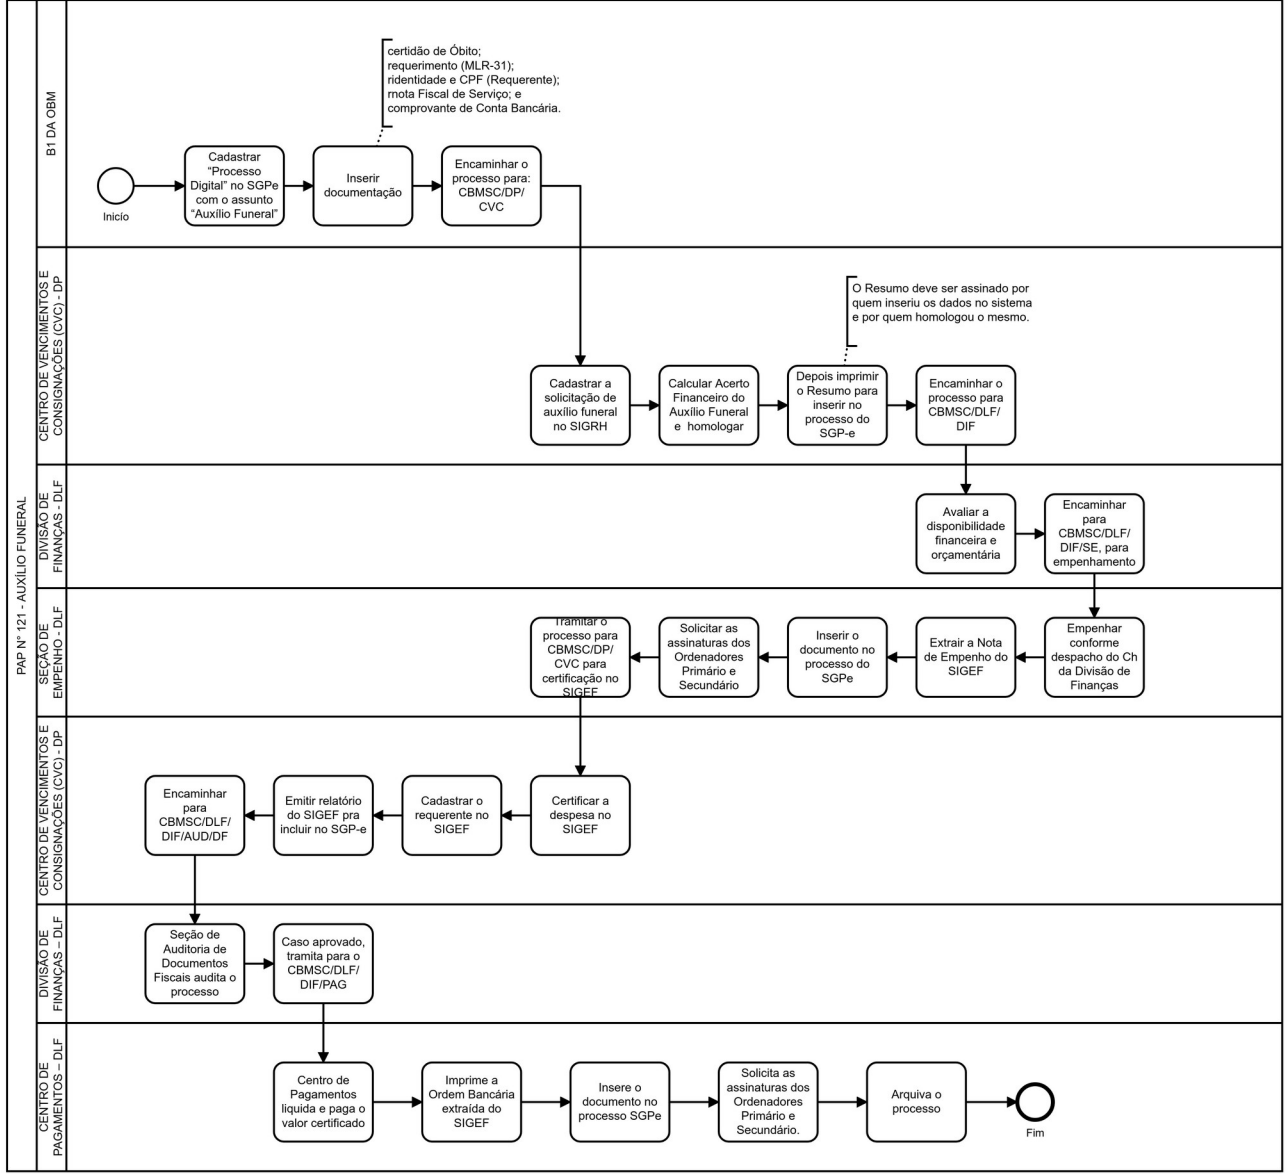 PAP N° 121 - AUXÍLIO FUNERAL
B1 DA OBM
certidão de Óbito;
requerimento (MLR-31);
ridentidade e CPF (Requerente);
rnota Fiscal de Serviço; e
comprovante de Conta Bancária.
Inicío
Cadastrar
“Processo
Digital” no SGPe
com o assunto
“Auxílio Funeral”
Inserir
documentação
Encaminhar o
processo para:
CBMSC/DP/
CVC
CENTRO DE VENCIMENTOS E
CONSIGNAÇÕES (CVC) - DP
O Resumo deve ser assinado por
quem inseriu os dados no sistema
e por quem homologou o mesmo.
Cadastrar a
solicitação de
auxílio funeral
no SIGRH
Calcular Acerto
Financeiro do
Auxílio Funeral
e homologar
Depois imprimir
o Resumo para
inserir no
processo do
SGP-e
Encaminhar o
processo para
CBMSC/DLF/
DIF
DIVISÃO DE
FINANÇAS - DLF
Avaliar a
disponibilidade
financeira e
orçamentária
Encaminhar
para
CBMSC/DLF/
DIF/SE, para
empenhamento
SEÇÃO DE
EMPENHO - DLF
Empenhar
conforme
despacho do Ch
da Divisão de
Finanças
Extrair a Nota
de Empenho do
SIGEF
Inserir o
documento no
processo do
SGPe
Solicitar as
assinaturas dos
Ordenadores
Primário e
Secundário
Tramitar o
processo para
CBMSC/DP/
CVC para
certificação no
SIGEF
CENTRO DE VENCIMENTOS E
CONSIGNAÇÕES (CVC) - DP
Certificar a
despesa no
SIGEF
Cadastrar o
requerente no
SIGEF
Emitir relatório
do SIGEF pra
incluir no SGP-e
Encaminhar
para
CBMSC/DLF/
DIF/AUD/DF
DIVISÃO DE
FINANÇAS – DLF
Seção de
Auditoria de
Documentos
Fiscais audita o
processo
Caso aprovado,
tramita para o
CBMSC/DLF/
DIF/PAG
CENTRO DE
PAGAMENTOS – DLF
Centro de
Pagamentos
liquida e paga o
valor certificado
Imprime a
Ordem Bancária
extraída do
SIGEF
Insere o
documento no
processo SGPe
Solicita as
assinaturas dos
Ordenadores
Primário e
Secundário.
Arquiva o
processo
Fim